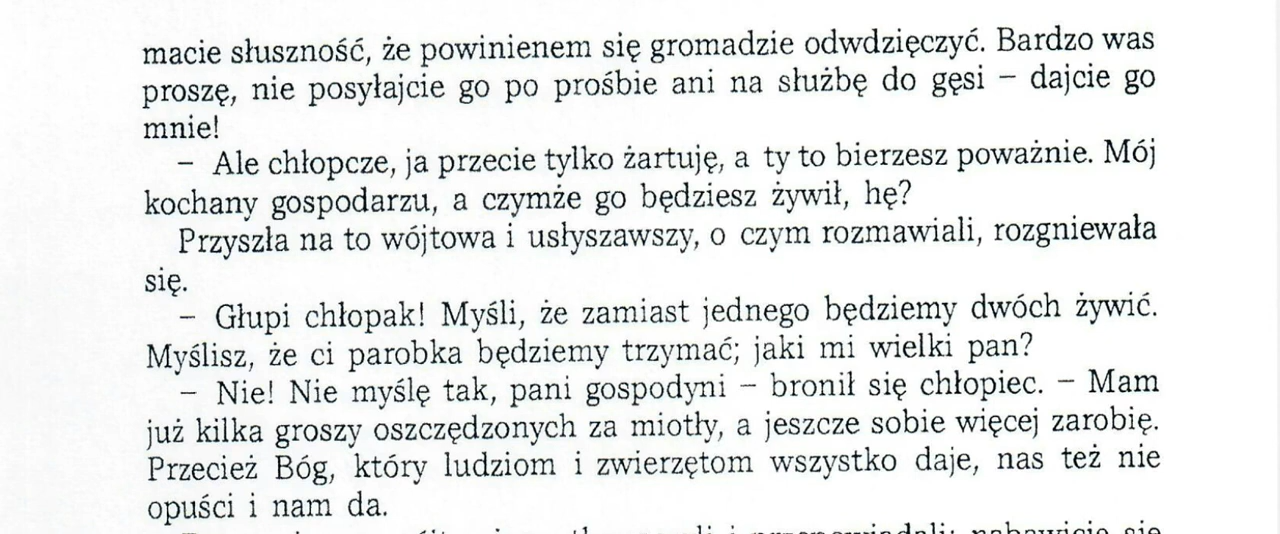 macie słuszność, że powinienem się gromadzie odwdzięczyć. Bardzo was
proszę, nie posyłajcie go po prośbie ani na służbę do gęsi – dajcie go
mnie!
– Ale chłopcze, ja przecie tylko żartuję, a ty to bierzesz poważnie. Mój
kochany gospodarzu, a czymże go będziesz żywił, hę?
Przyszła na to wójtowa i usłyszawszy, o czym rozmawiali, rozgniewała
się.
– Głupi chłopak! Myśli, że zamiast jednego będziemy dwóch żywić.
Myślisz, że ci parobka będziemy trzymać; jaki mi wielki pan?
– Nie! Nie myślę tak, pani gospodyni – bronił się chłopiec. – Mam
już kilka groszy oszczędzonych za miotły, a jeszcze sobie więcej zarobię.
Przecież Bóg, który ludziom i zwierzętom wszystko daje, nas też nie
opuści i nam da.